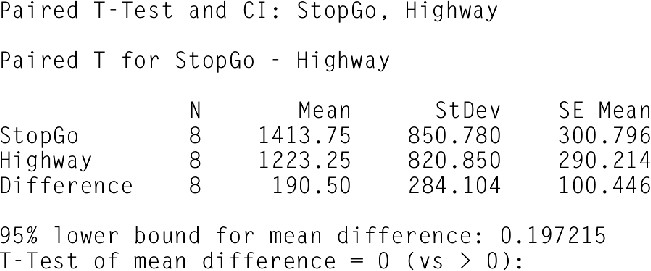 Paired T-Test and CI: StopGo, Highway
Paired T for StopGo - Highway
N Mean StDev SE Mean
StopGo 8 1413.75 850.780 300.796
Highway 8 1223.25 820.850 290.214
Difference 8 190.50 284.104 100.446
95% lower bound for mean difference: 0.197215
T-Test of mean difference = 0 (vs > 0):